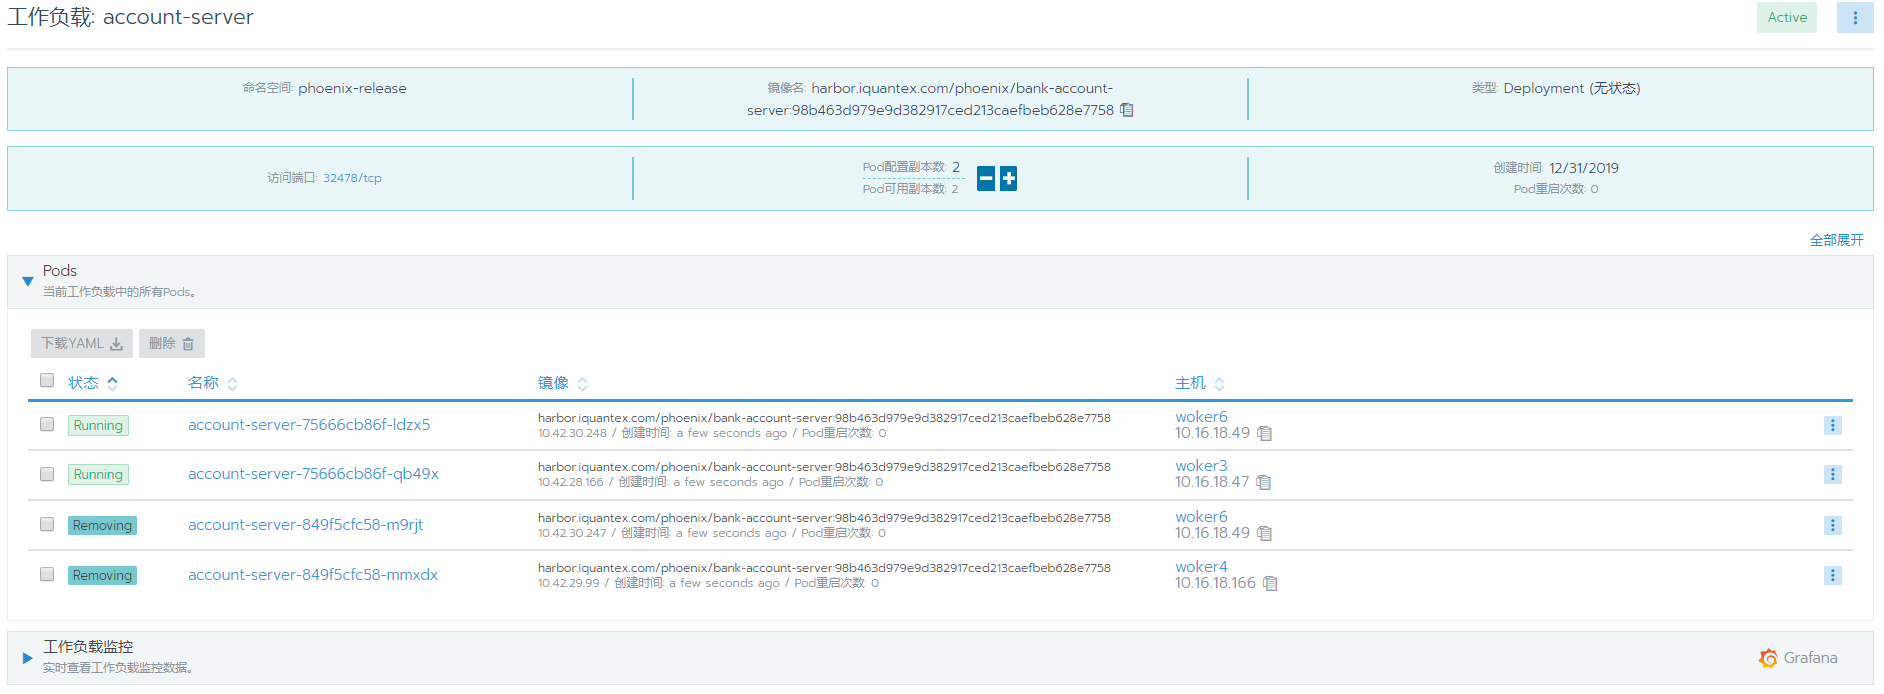 工作负载: account-server
Active
命名空间: phoenix-release
镜像名: harbor.iquantex.com/phoenix/bank-account-
server:98b463d979e9d382917ced213caefbeb628e7758
类型: Deployment (无状态)
访问端口: 32478/tcp
Pod配置副本数: 2
Pod可用副本数: 2
创建时间: 12/31/2019
Pod重启次数: 0
全部展开
Pods
当前工作负载中的所有Pods。
下载YAML
删除
状态 名称 镜像 主机
Running account-server-75666cb86f-ldzx5 harbor.iquantex.com/phoenix/bank-account-server:98b463d979e9d382917ced213caefbeb628e7758 woker6
10.42.30.248 / 创建时间: a few seconds ago / Pod重启次数: 0 10.16.18.49
Running account-server-75666cb86f-qb49x harbor.iquantex.com/phoenix/bank-account-server:98b463d979e9d382917ced213caefbeb628e7758 woker3
10.42.28.166 / 创建时间: a few seconds ago / Pod重启次数: 0 10.16.18.47
Removing account-server-849f5cfc58-m9rjt harbor.iquantex.com/phoenix/bank-account-server:98b463d979e9d382917ced213caefbeb628e7758 woker6
10.42.30.247 / 创建时间: a few seconds ago / Pod重启次数: 0 10.16.18.49
Removing account-server-849f5cfc58-mmxdx harbor.iquantex.com/phoenix/bank-account-server:98b463d979e9d382917ced213caefbeb628e7758 woker4
10.42.29.99 / 创建时间: a few seconds ago / Pod重启次数: 0 10.16.18.166
工作负载监控
实时查看工作负载监控数据。
Grafana